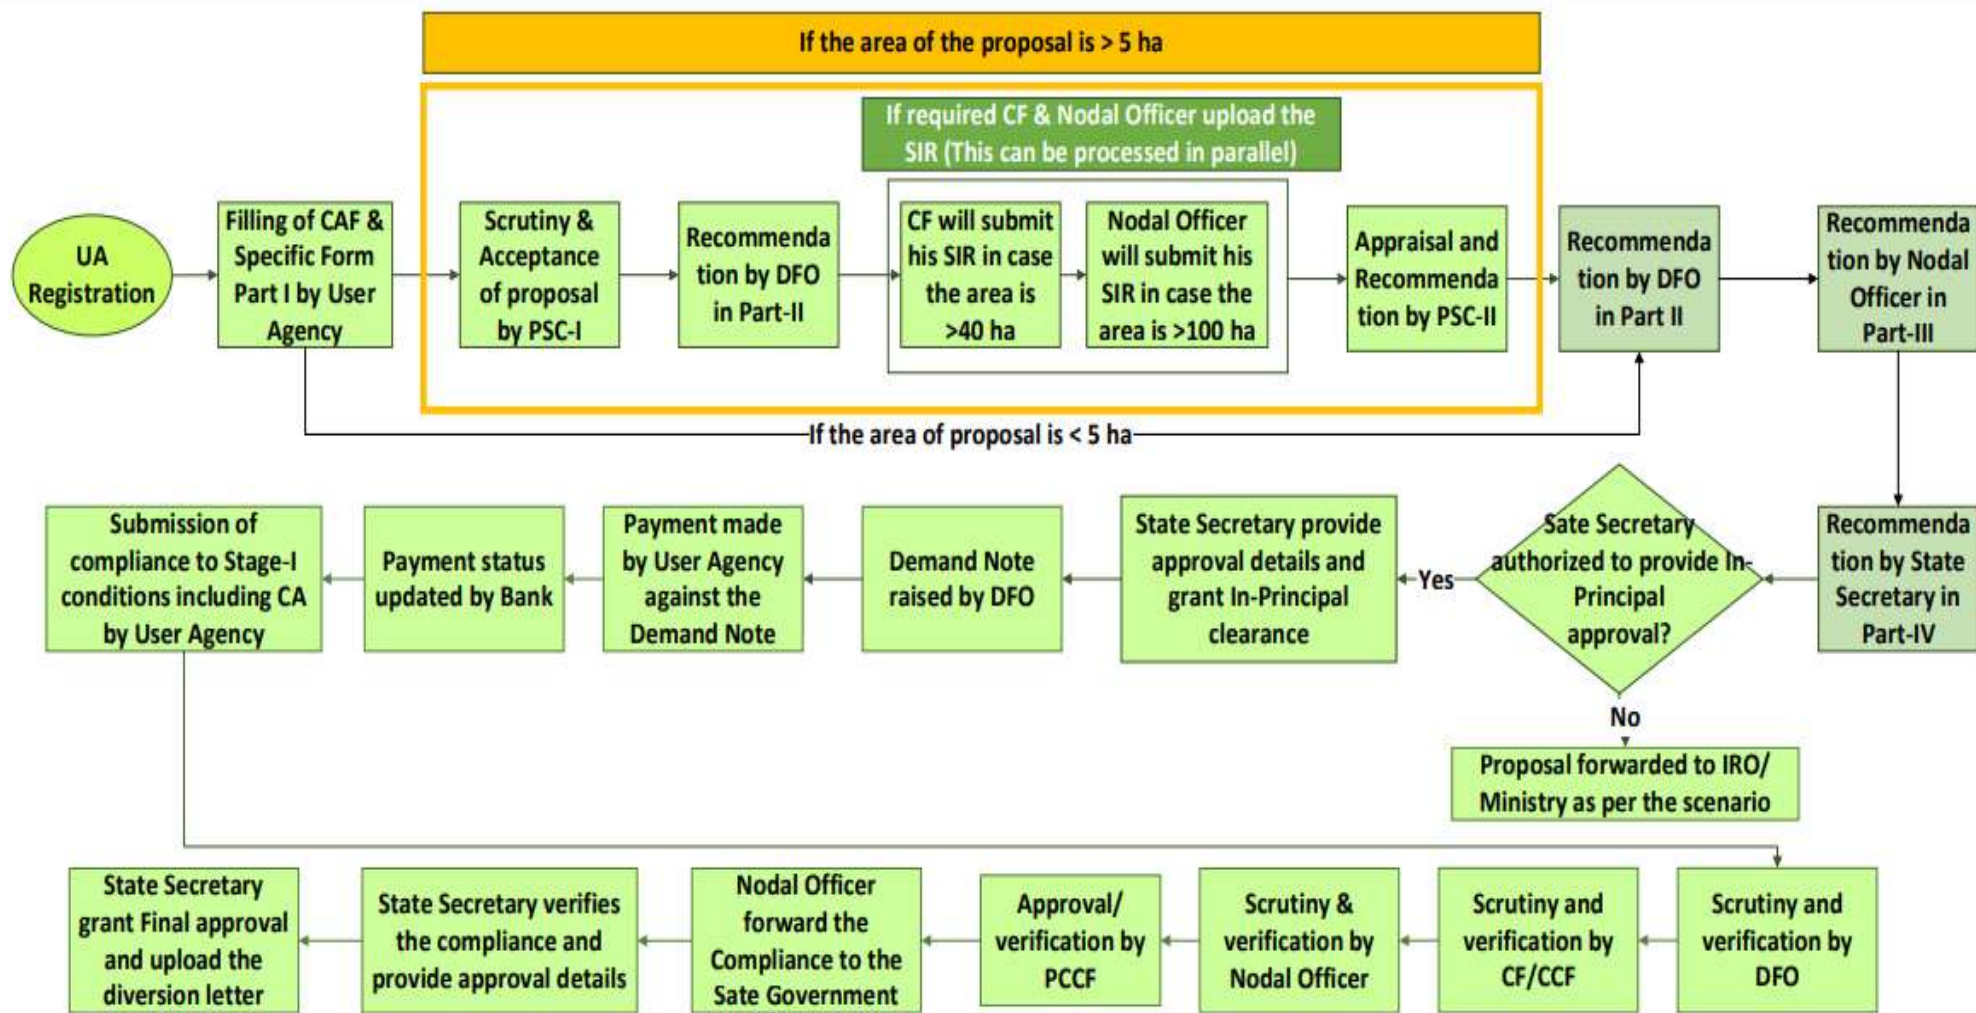 If the area of the proposal is > 5 ha
If required CF & Nodal Officer upload the
SIR (This can be processed in parallel)
UA
Registration
Filling of CAF &
Specific Form
Part I by User
Agency
Scrutiny &
Acceptance
of proposal
by PSC-I
Recommenda
tion by DFO
in Part-II
CF will submit
his SIR in case
the area is
>40 ha
Nodal Officer
will submit his
SIR in case the
area is >100 ha
Appraisal and
Recommenda
tion by PSC-II
Recommenda
tion by DFO
in Part II
Recommenda
tion by Nodal
Officer in
Part-III
If the area of proposal is < 5 ha
Submission of
compliance to Stage-I
conditions including CA
by User Agency
Payment status
updated by Bank
Payment made
by User Agency
against the
Demand Note
Demand Note
raised by DFO
State Secretary provide
approval details and
grant In-Principal
clearance
Yes
Sate Secretary
authorized to provide In-
Principal
approval?
Recommenda
tion by State
Secretary in
Part-IV
No
Proposal forwarded to IRO/
Ministry as per the scenario
State Secretary
grant Final approval
and upload the
diversion letter
State Secretary verifies
the compliance and
provide approval details
Nodal Officer
forward the
Compliance to the
Sate Government
Approval/
verification by
PCCF
Scrutiny &
verification by
Nodal Officer
Scrutiny and
verification by
CF/CCF
Scrutiny and
verification by
DFO